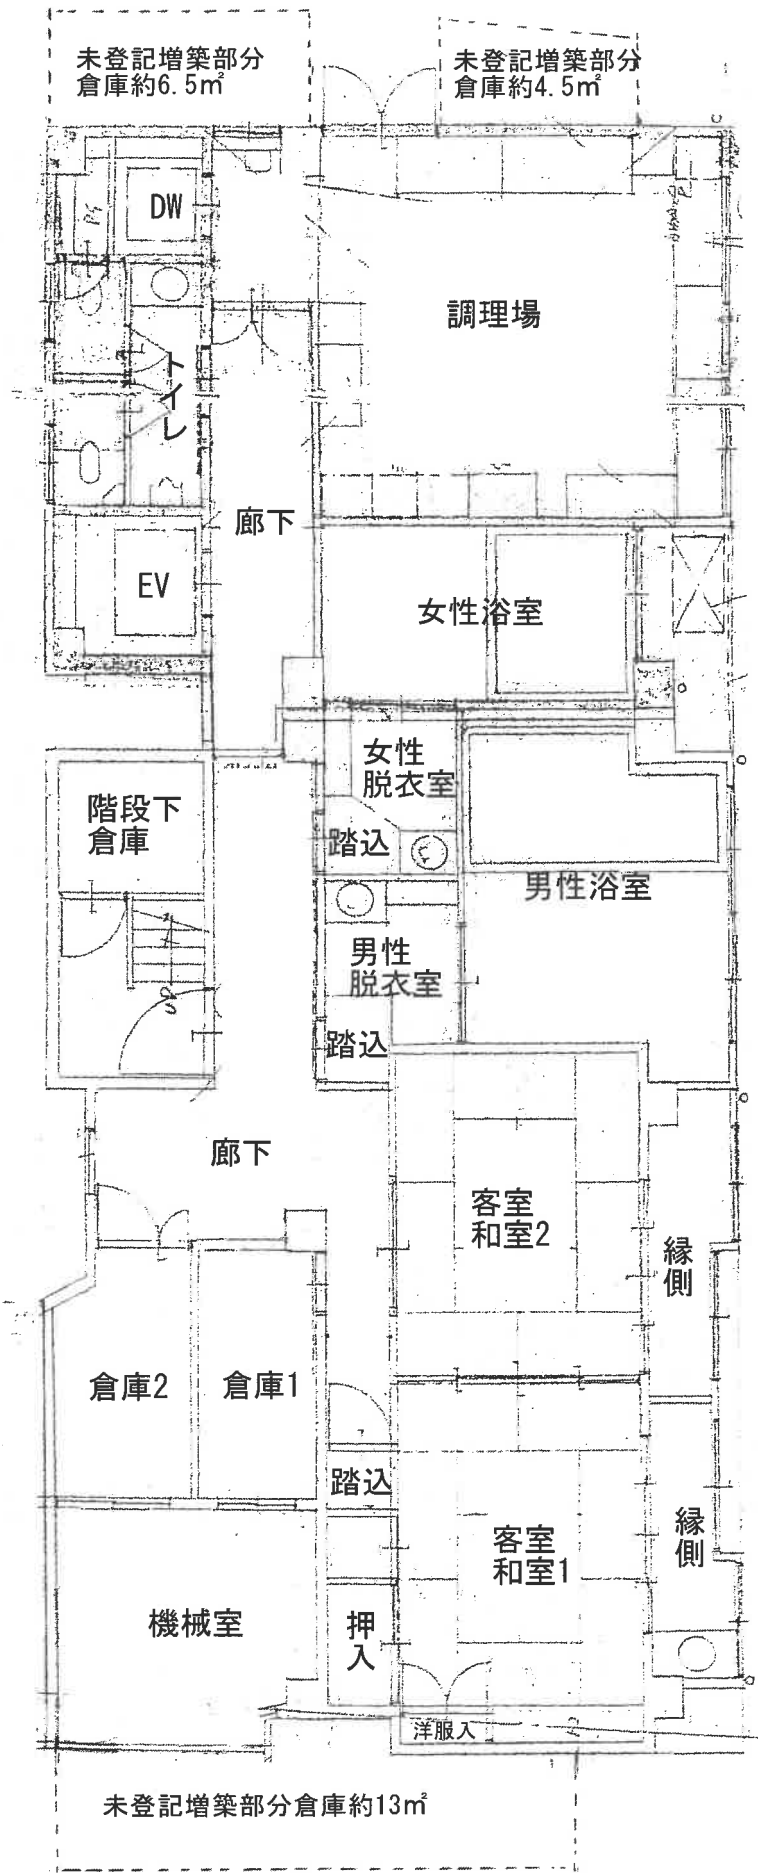 未登記増築部分
倉庫約6.5㎡
未登記増築部分
倉庫約4.5㎡
DW
PS
調理場
トイレ
廊下
EV
女性浴室
女性
脱衣室
踏込
階段下
倉庫
男性浴室
男性
脱衣室
UP
踏込
廊下
客室
和室2
縁側
倉庫2
倉庫1
踏込
客室
和室1
縁側
機械室
押入
洋服入
未登記増築部分倉庫約13㎡